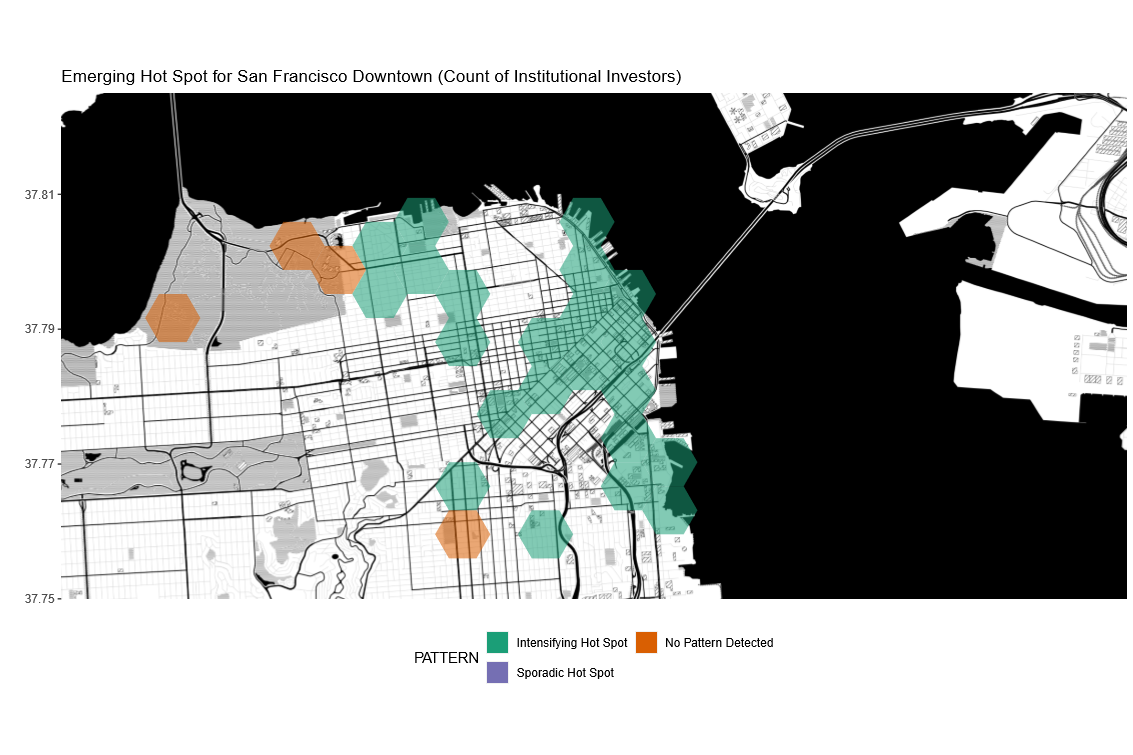 Emerging Hot Spot for San Francisco Downtown (Count of Institutional Investors)
37.81
37.79
37.77
37.75
PATTERN
Intensifying Hot Spot
No Pattern Detected
Sporadic Hot Spot